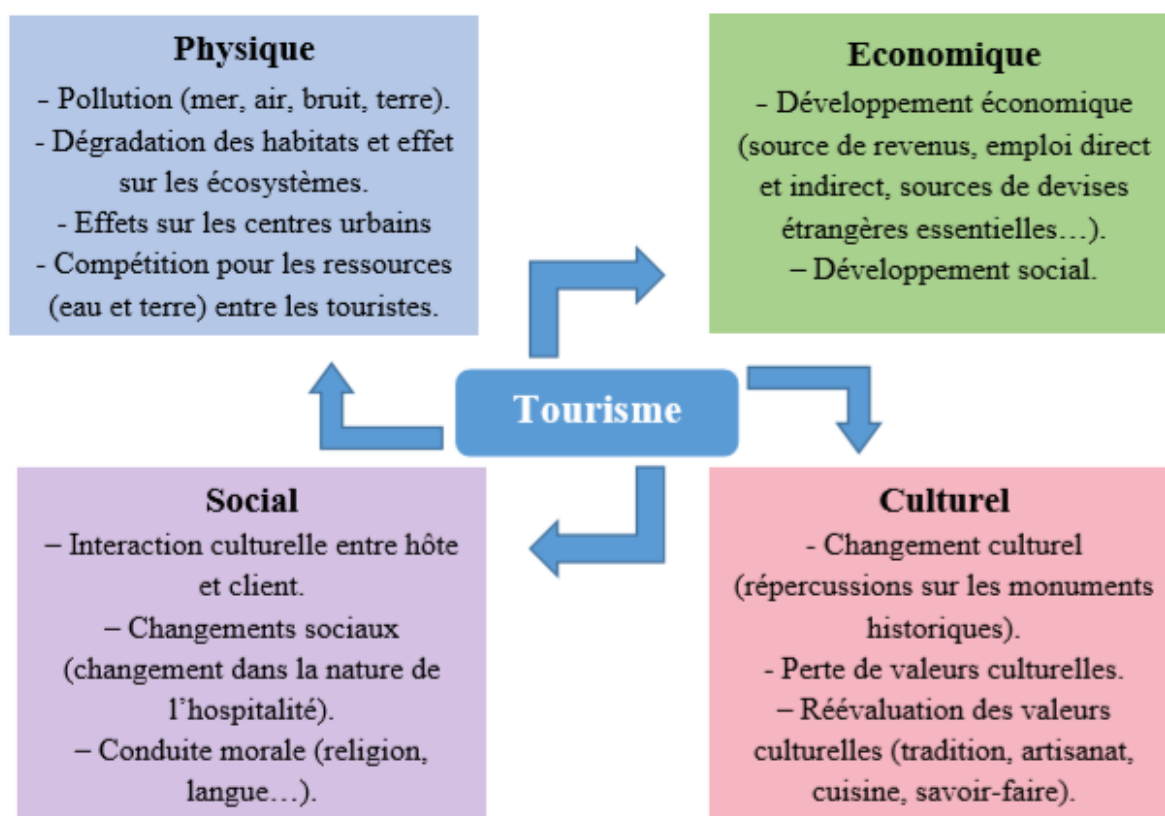 Physique
- Pollution (mer, air, bruit, terre).
- Dégradation des habitats et effet
sur les écosystèmes.
- Effets sur les centres urbains
- Compétition pour les ressources
(eau et terre) entre les touristes.
Economique
- Développement économique
(source de revenus, emploi direct
et indirect, sources de devises
étrangères essentielles…).
– Développement social.
Tourisme
Social
– Interaction culturelle entre hôte
et client.
– Changements sociaux
(changement dans la nature de
l’hospitalité).
– Conduite morale (religion,
langue…).
Culturel
- Changement culturel
(répercussions sur les monuments
historiques).
- Perte de valeurs culturelles.
– Réévaluation des valeurs
culturelles (tradition, artisanat,
cuisine, savoir-faire).